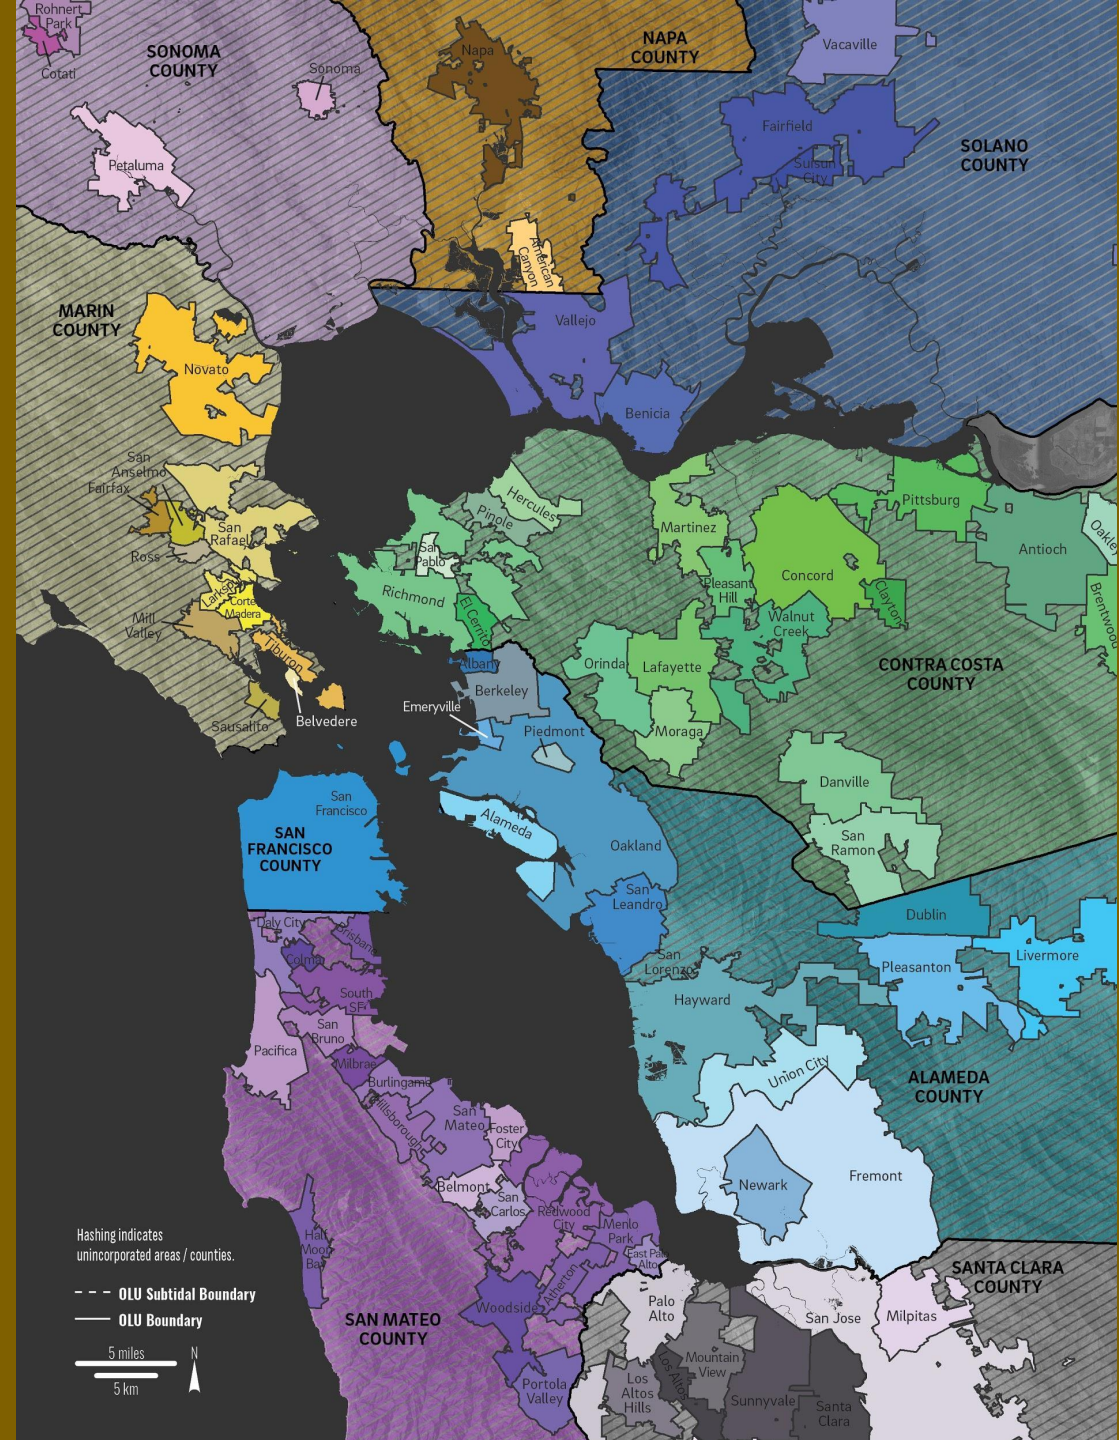 Rohnert
Park
Cotati
SONOMA
COUNTY
Sonoma
Petaluma
Napa
NAPA
COUNTY
American
Canyon
Vacaville
Fairfield
Suisun
City
SOLANO
COUNTY
Vallejo
Benicia
MARIN
COUNTY
Novato
San
Anselmo
Fairfax
San
Rafael
Ross
Larkspur
Corte
Madera
Mill
Valley
Tiburon
Sausalito
Belvedere
Hercules
Pinole
San
Pablo
Richmond
El Cerrito
Martinez
Pleasant
Hill
Concord
Clayton
Walnut
Creek
Pittsburg
Antioch
Oakley
Brentwood
Orinda
Lafayette
Moraga
CONTRA COSTA
COUNTY
Danville
San
Ramon
Albany
Berkeley
Emeryville
Piedmont
Alameda
Oakland
San
Leandro
San
Francisco
SAN
FRANCISCO
COUNTY
Dublin
Pleasanton
Livermore
San
Lorenzo
Hayward
Union City
ALAMEDA
COUNTY
Newark
Fremont
Daly City
Brisbane
Colma
South
SF
San
Bruno
Pacifica
Milbrae
Burlingame
Hillsborough
San
Mateo
Foster
City
Belmont
San
Carlos
Redwood
City
Menlo
Park
East Palo
Alto
Atherton
Half
Moon
Bay
Woodside
Portola
Valley
SAN MATEO
COUNTY
Palo
Alto
Los
Altos
Hills
Los Altos
Mountain
View
Sunnyvale
Santa
Clara
San Jose
Milpitas
SANTA CLARA
COUNTY
Hashing indicates
unincorporated areas / counties.
OLU Subtidal Boundary
OLU Boundary
5 miles
5 km
N